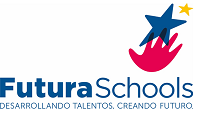 FuturaSchools
DESARROLLANDO TALENTOS. CREANDO FUTURO.